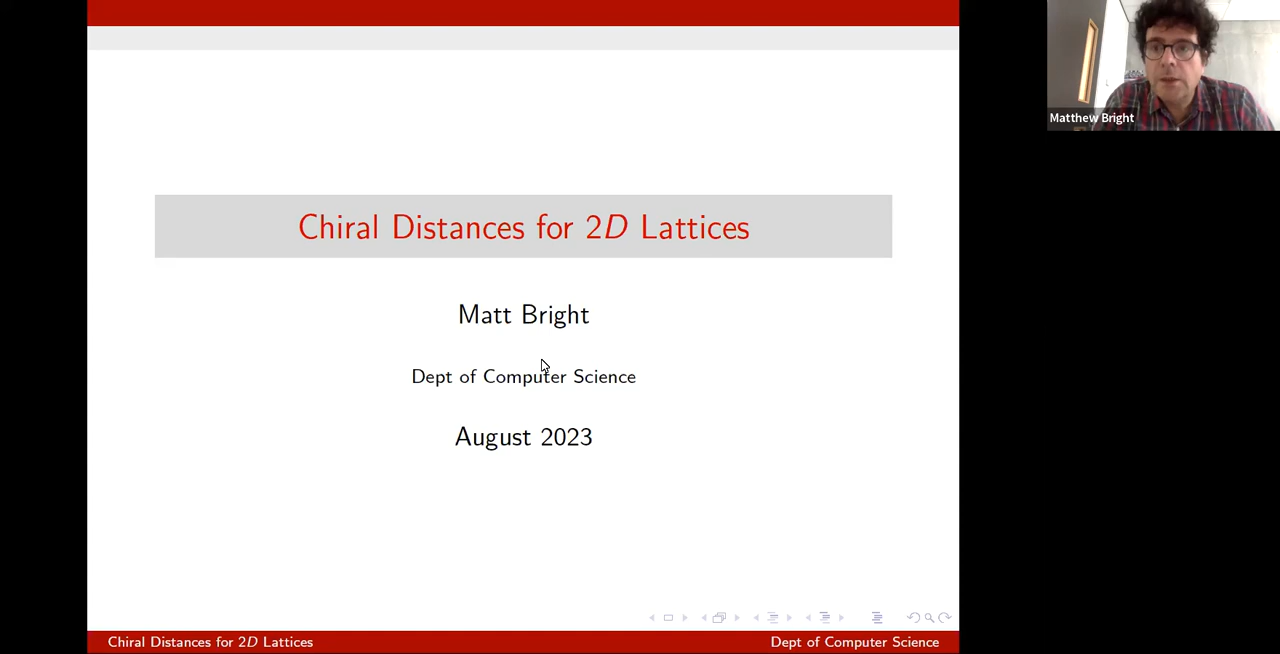 Chiral Distances for 2D Lattices
Matt Bright
Dept of Computer Science
August 2023
Chiral Distances for 2D Lattices
Dept of Computer Science
Matthew Bright